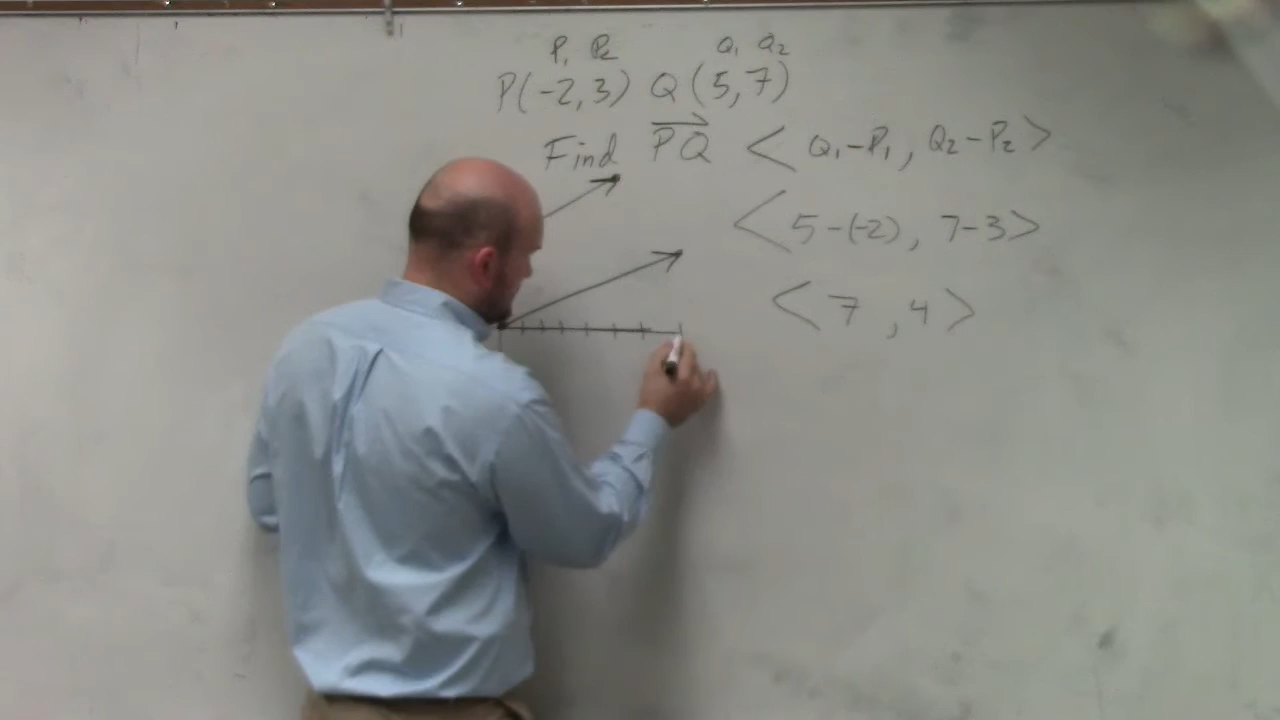 P₁ P₂ Q₁ Q₂
P(-2,3) Q(5,7)
Find \overrightarrow{PQ} < Q₁-P₁, Q₂-P₂>
<5-(-2), 7-3>
<7, 4>